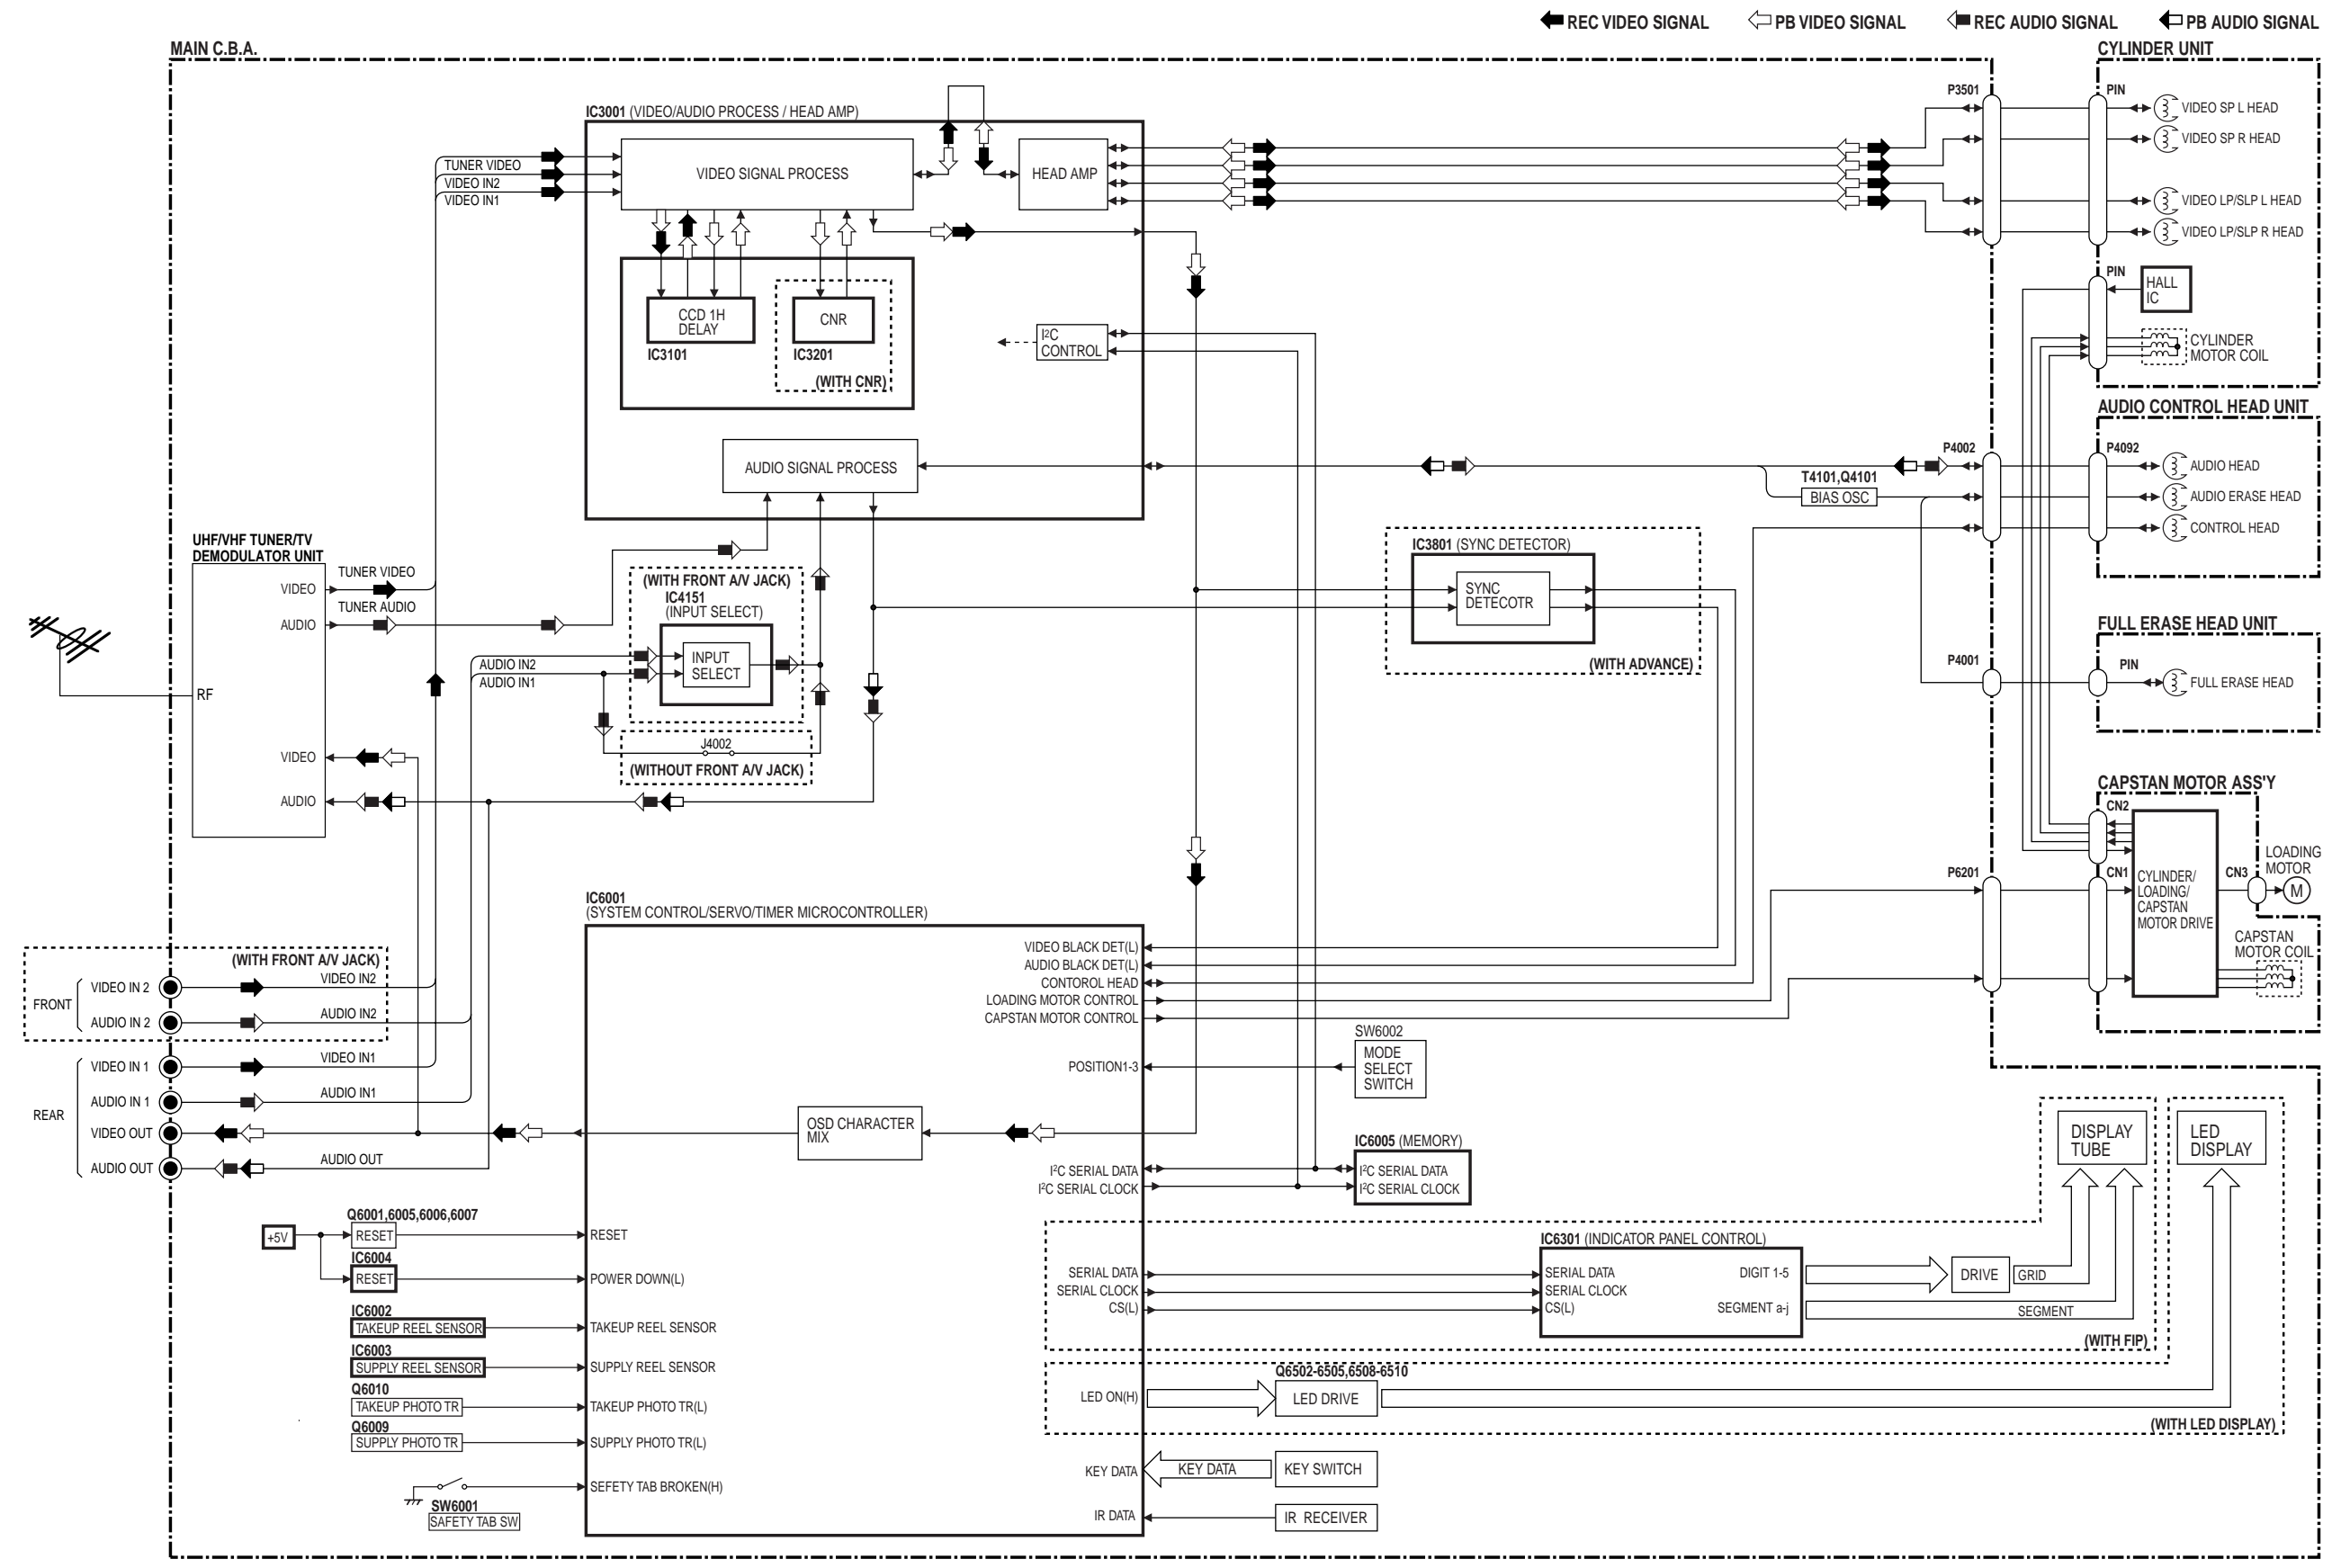 REC VIDEO SIGNAL
PB VIDEO SIGNAL
REC AUDIO SIGNAL
PB AUDIO SIGNAL
MAIN C.B.A.
CYLINDER UNIT
P3501
PIN
VIDEO SP L HEAD
VIDEO SP R HEAD
VIDEO LP/SLP L HEAD
VIDEO LP/SLP R HEAD
PIN
HALL
IC
CYLINDER
MOTOR COIL
IC3001 (VIDEO/AUDIO PROCESS / HEAD AMP)
VIDEO SIGNAL PROCESS
HEAD AMP
TUNER VIDEO
VIDEO IN2
VIDEO IN1
CCD 1H
DELAY
IC3101
CNR
IC3201
(WITH CNR)
I²C
CONTROL
AUDIO SIGNAL PROCESS
AUDIO CONTROL HEAD UNIT
P4002
P4092
AUDIO HEAD
T4101,Q4101
BIAS OSC
AUDIO ERASE HEAD
CONTROL HEAD
UHF/VHF TUNER/TV
DEMODULATOR UNIT
VIDEO
TUNER VIDEO
TUNER AUDIO
AUDIO
RF
VIDEO
AUDIO
(WITH FRONT A/V JACK)
IC4151
(INPUT SELECT)
INPUT
SELECT
AUDIO IN2
AUDIO IN1
J4002
(WITHOUT FRONT A/V JACK)
IC3801 (SYNC DETECTOR)
SYNC
DETECOTR
(WITH ADVANCE)
FULL ERASE HEAD UNIT
P4001
PIN
FULL ERASE HEAD
CAPSTAN MOTOR ASS'Y
CN2
P6201
CN1
CYLINDER/
LOADING/
CAPSTAN
MOTOR DRIVE
CN3
LOADING
MOTOR
M
CAPSTAN
MOTOR COIL
IC6001
(SYSTEM CONTROL/SERVO/TIMER MICROCONTROLLER)
VIDEO BLACK DET(L)
AUDIO BLACK DET(L)
CONTOROL HEAD
LOADING MOTOR CONTROL
CAPSTAN MOTOR CONTROL
POSITION1-3
SW6002
MODE
SELECT
SWITCH
(WITH FRONT A/V JACK)
FRONT
VIDEO IN 2
VIDEO IN2
AUDIO IN 2
AUDIO IN2
REAR
VIDEO IN 1
VIDEO IN1
AUDIO IN 1
AUDIO IN1
VIDEO OUT
AUDIO OUT
AUDIO OUT
OSD CHARACTER
MIX
I²C SERIAL DATA
I²C SERIAL CLOCK
IC6005 (MEMORY)
I²C SERIAL DATA
I²C SERIAL CLOCK
DISPLAY
TUBE
LED
DISPLAY
+5V
Q6001,6005,6006,6007
RESET
RESET
IC6004
RESET
POWER DOWN(L)
IC6002
TAKEUP REEL SENSOR
TAKEUP REEL SENSOR
IC6003
SUPPLY REEL SENSOR
SUPPLY REEL SENSOR
Q6010
TAKEUP PHOTO TR
TAKEUP PHOTO TR(L)
Q6009
SUPPLY PHOTO TR
SUPPLY PHOTO TR(L)
SEFETY TAB BROKEN(H)
SW6001
SAFETY TAB SW
SERIAL DATA
SERIAL CLOCK
CS(L)
IC6301 (INDICATOR PANEL CONTROL)
SERIAL DATA
SERIAL CLOCK
CS(L)
DIGIT 1-5
SEGMENT a-j
DRIVE
GRID
SEGMENT
(WITH FIP)
LED ON(H)
Q6502-6505,6508-6510
LED DRIVE
(WITH LED DISPLAY)
KEY DATA
KEY DATA
KEY SWITCH
IR DATA
IR RECEIVER